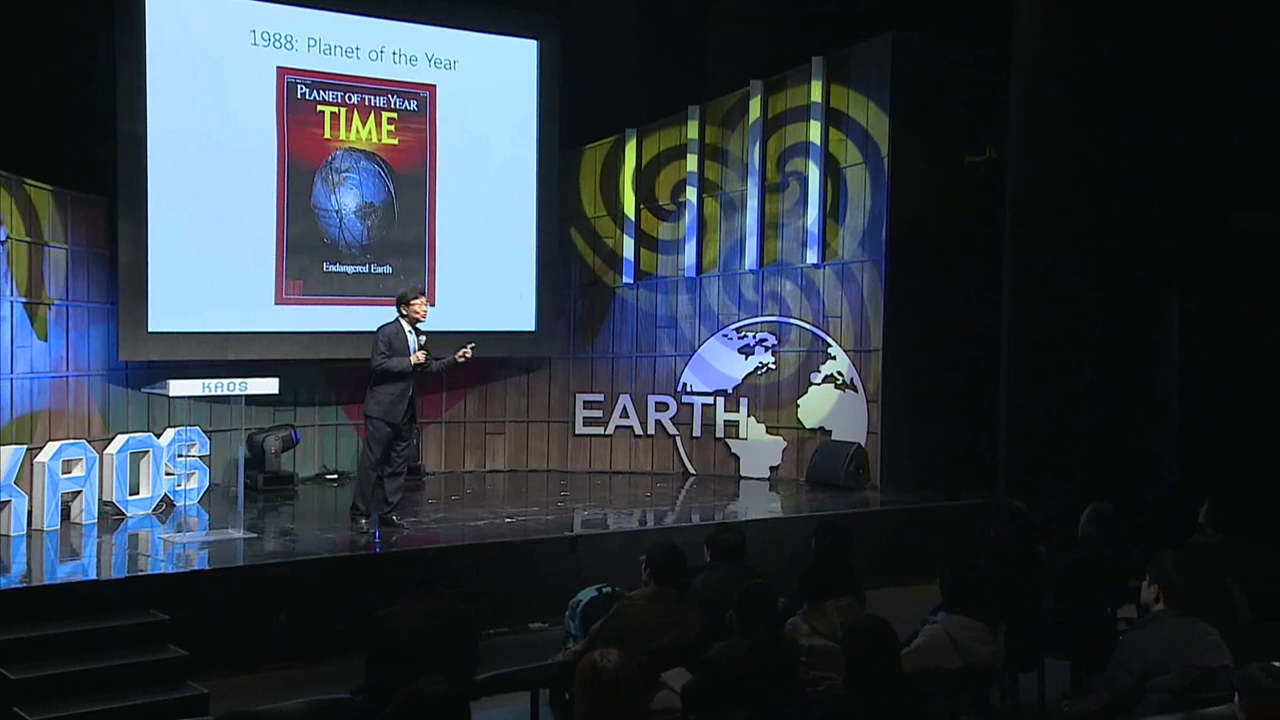 1988: Planet of the Year
PLANET OF THE YEAR
TIME
Endangered Earth
KAOS
EARTH
KAOS